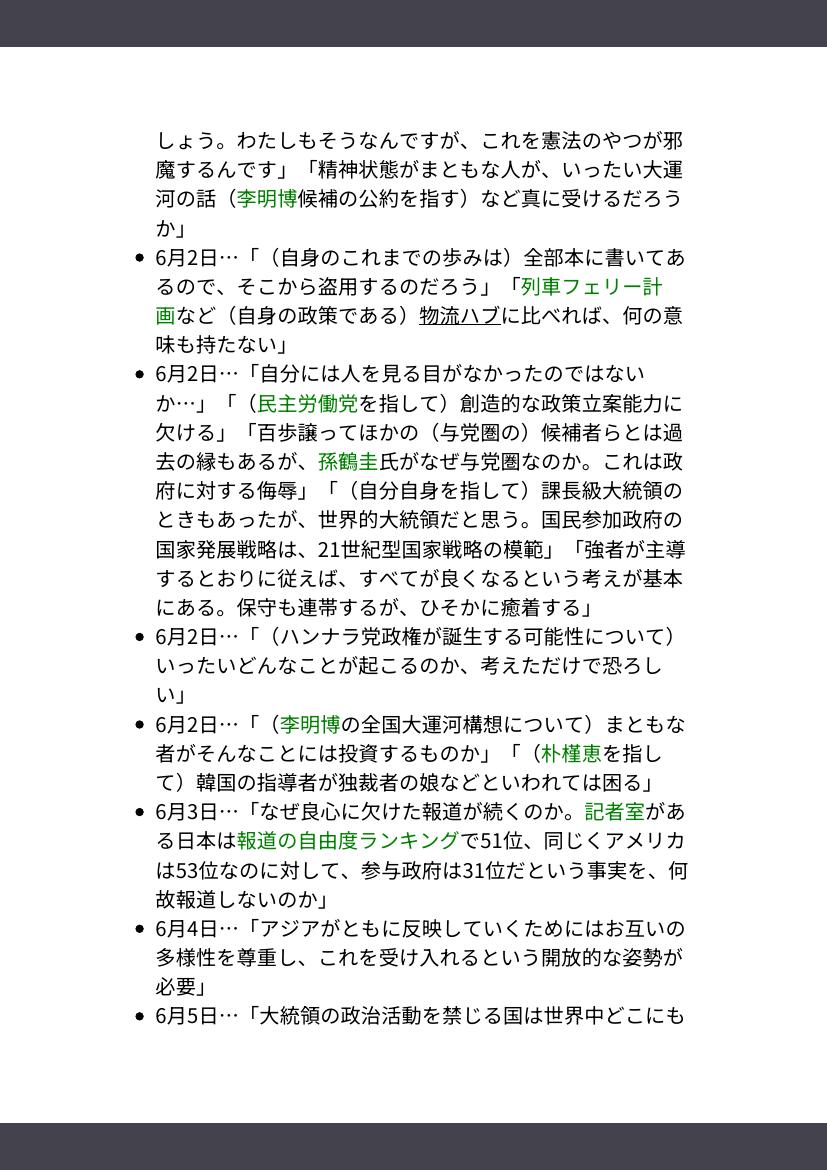 しょう。わたしもそうなんですが、これを憲法のやつが邪
魔するんです」「精神状態がまともな人が、いったい大運
河の話（李明博候補の公約を指す）など真に受けるだろう
か」
• 6月2日…「（自身のこれまでの歩みは）全部本に書いてあ
るので、そこから盗用するのだろう」「列車フェリー計
画など（自身の政策である）物流ハブに比べれば、何の意
味も持たない」
• 6月2日…「自分には人を見る目がなかったのではない
か…」「（民主労働党を指して）創造的な政策立案能力に
欠ける」「百歩譲ってほかの（与党圏の）候補者らとは過
去の縁もあるが、孫鶴圭氏がなぜ与党圏なのか。これは政
府に対する侮辱」「（自分自身を指して）課長級大統領の
ときもあったが、世界的大統領だと思う。国民参加政府の
国家発展戦略は、21世紀型国家戦略の模範」「強者が主導
するとおりに従えば、すべてが良くなるという考えが基本
にある。保守も連帯するが、ひそかに癒着する」
• 6月2日…「（ハンナラ党政権が誕生する可能性について）
いったいどんなことが起こるのか、考えただけで恐ろし
い」
• 6月2日…「（李明博の全国大運河構想について）まともな
者がそんなことには投資するものか」「（朴槿恵を指し
て）韓国の指導者が独裁者の娘などといわれては困る」
• 6月3日…「なぜ良心に欠けた報道が続くのか。記者室があ
る日本は報道の自由度ランキングで51位、同じくアメリカ
は53位なのに対して、参与政府は31位だという事実を、何
故報道しないのか」
• 6月4日…「アジアがともに反映していくためにはお互いの
多様性を尊重し、これを受け入れるという開放的な姿勢が
必要」
• 6月5日…「大統領の政治活動を禁じる国は世界中どこにも